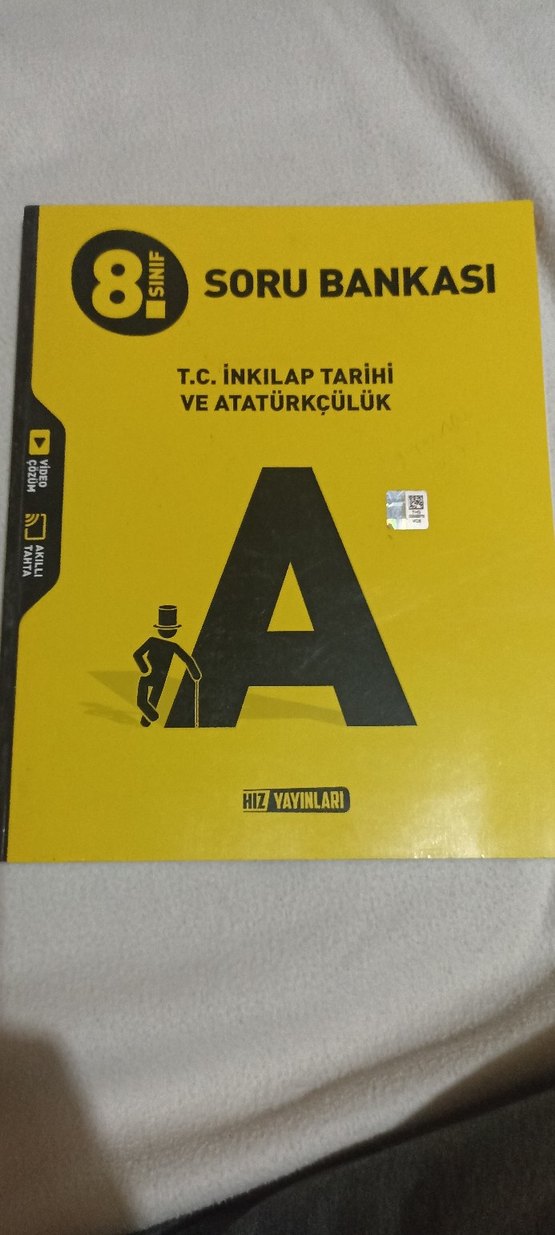 8. SINIF
SORU BANKASI
T.C. İNKILAP TARİHİ
VE ATATÜRKÇÜLÜK
VİDEO
ÇÖZÜM
AKILLI
TAHTA
A
HIZ YAYINLARI